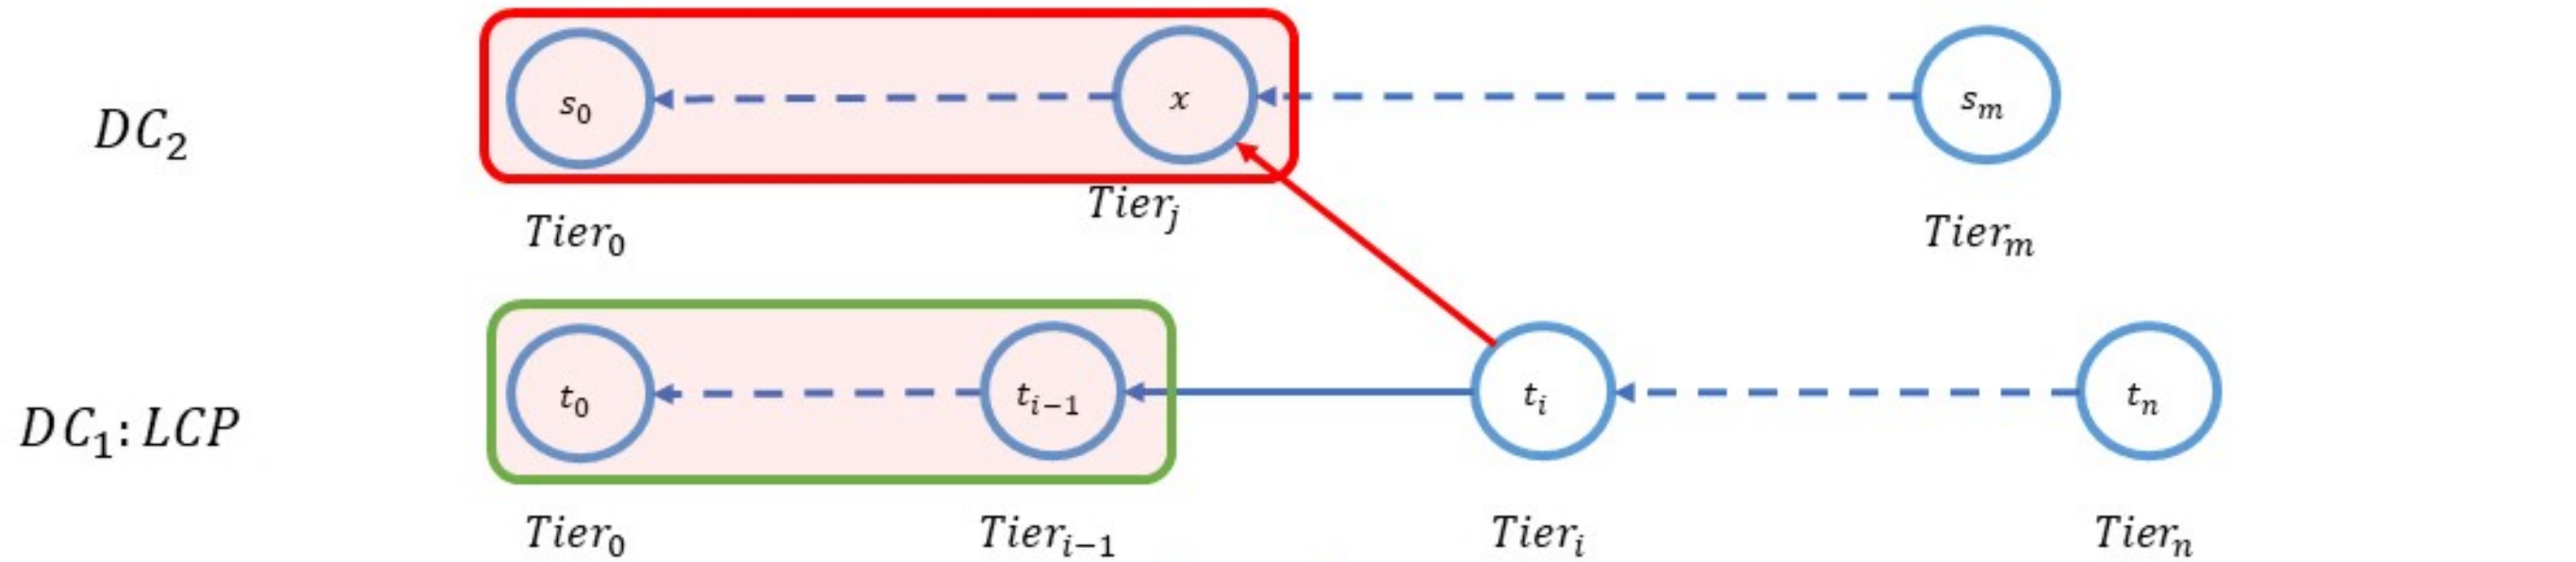 DC₂
s₀ x sₘ
Tier₀ Tierⱼ Tierₘ
DC₁: LCP
t₀ tᵢ₋₁ tᵢ tₙ
Tier₀ Tierᵢ₋₁ Tierᵢ Tierₙ